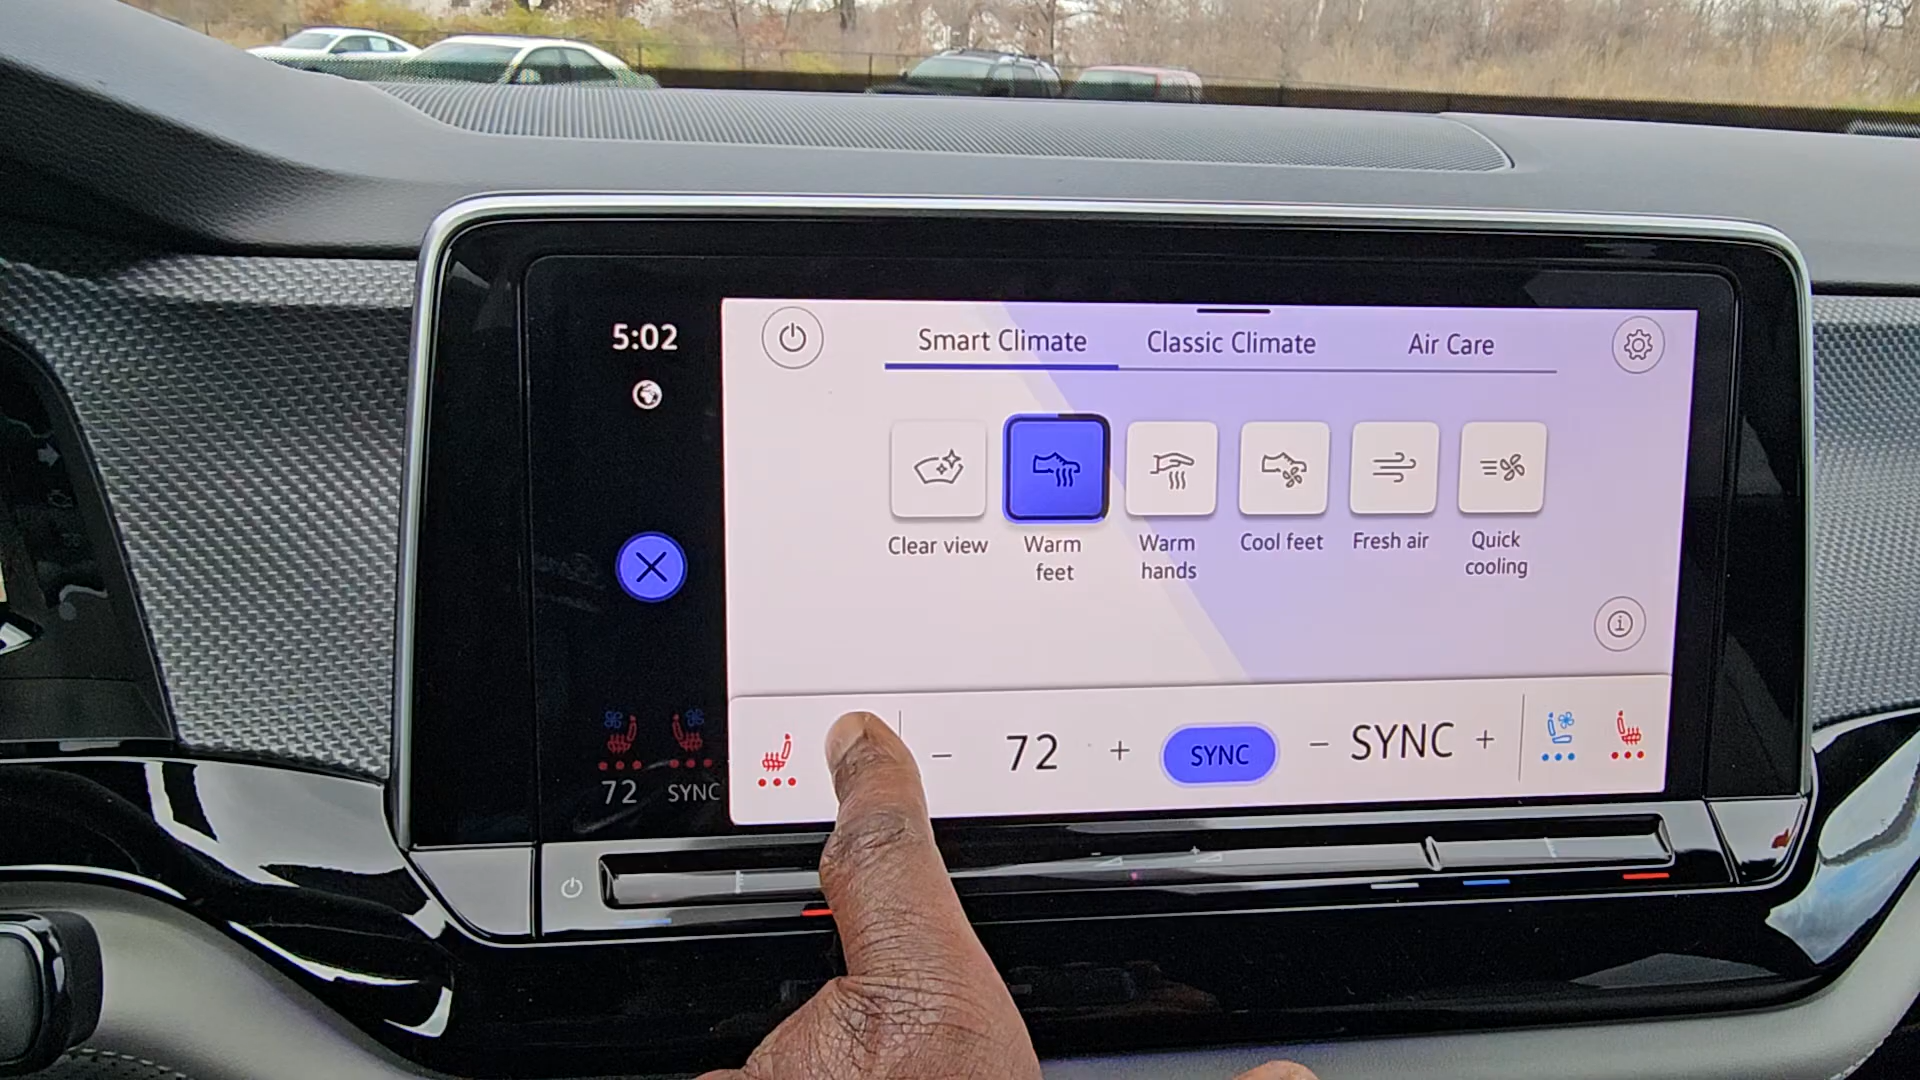 5:02
Smart Climate
Classic Climate
Air Care
Clear view
Warm
feet
Warm
hands
Cool feet
Fresh air
Quick
cooling
72
SYNC
− 72 +
SYNC
− SYNC +